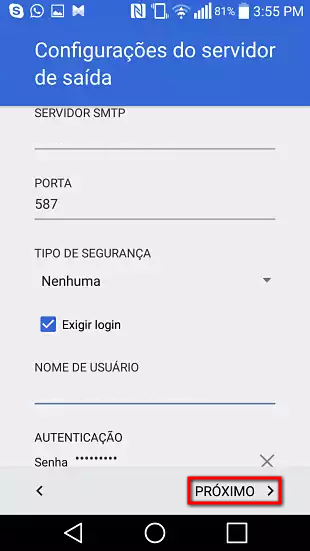 81% 3:55 PM
Configurações do servidor
de saída
SERVIDOR SMTP
PORTA
587
TIPO DE SEGURANÇA
Nenhuma
Exigir login
NOME DE USUÁRIO
AUTENTICAÇÃO
Senha •••••••••
PRÓXIMO